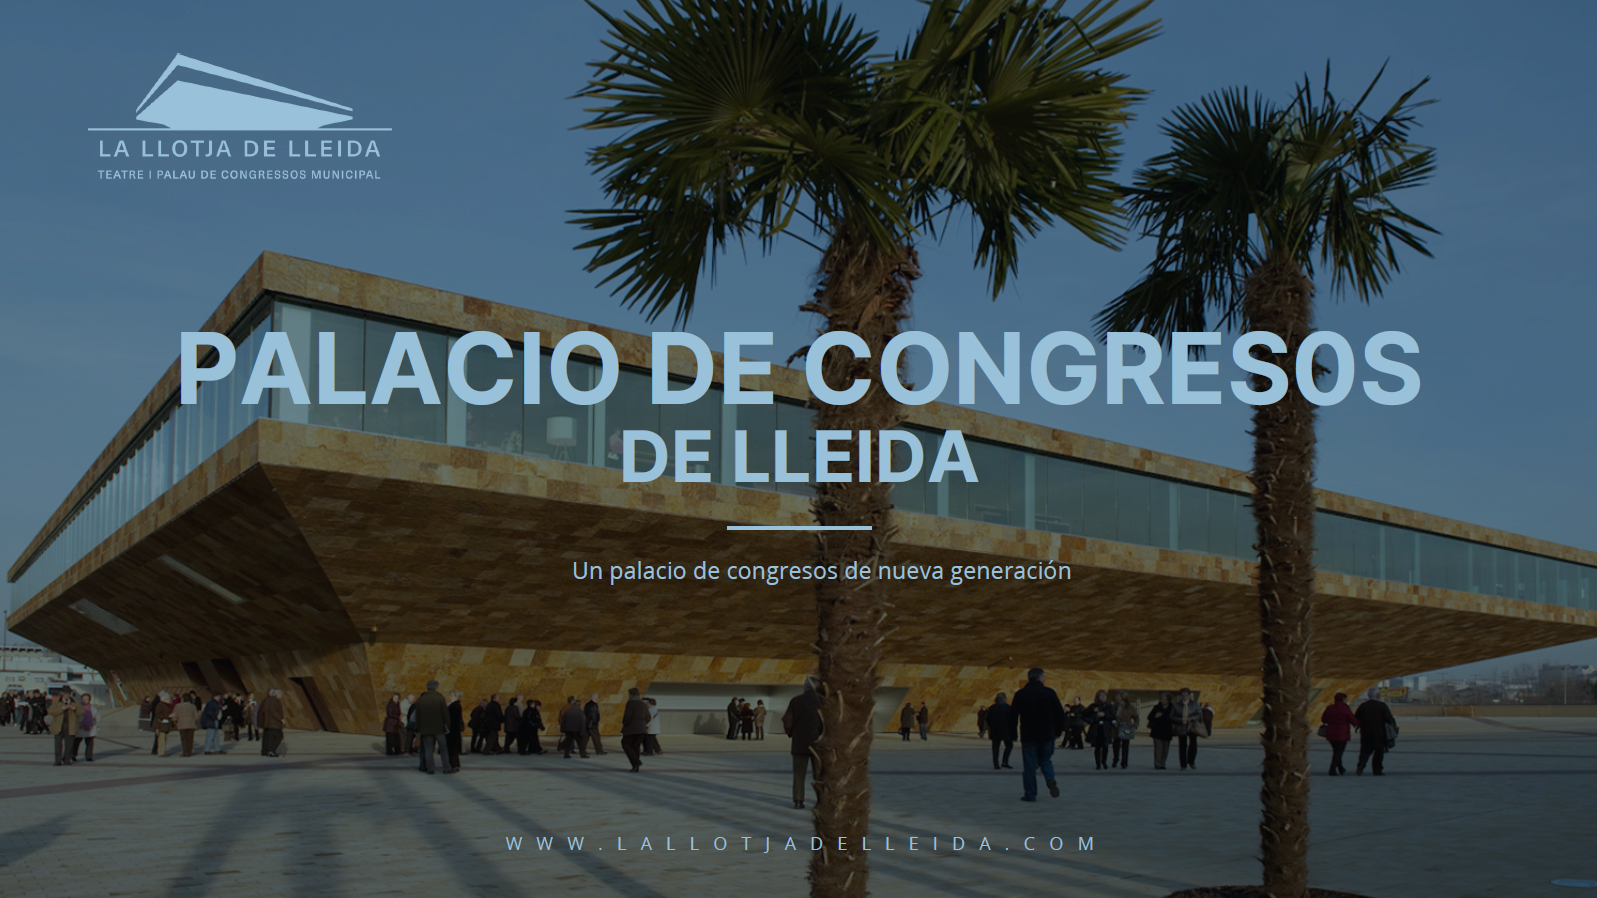 LA LLOTJA DE LLEIDA
TEATRE I PALAU DE CONGRESSOS MUNICIPAL
PALACIO DE CONGRES0S
DE LLEIDA
Un palacio de congresos de nueva generación
WWW.LALLOTJADELLEIDA.COM